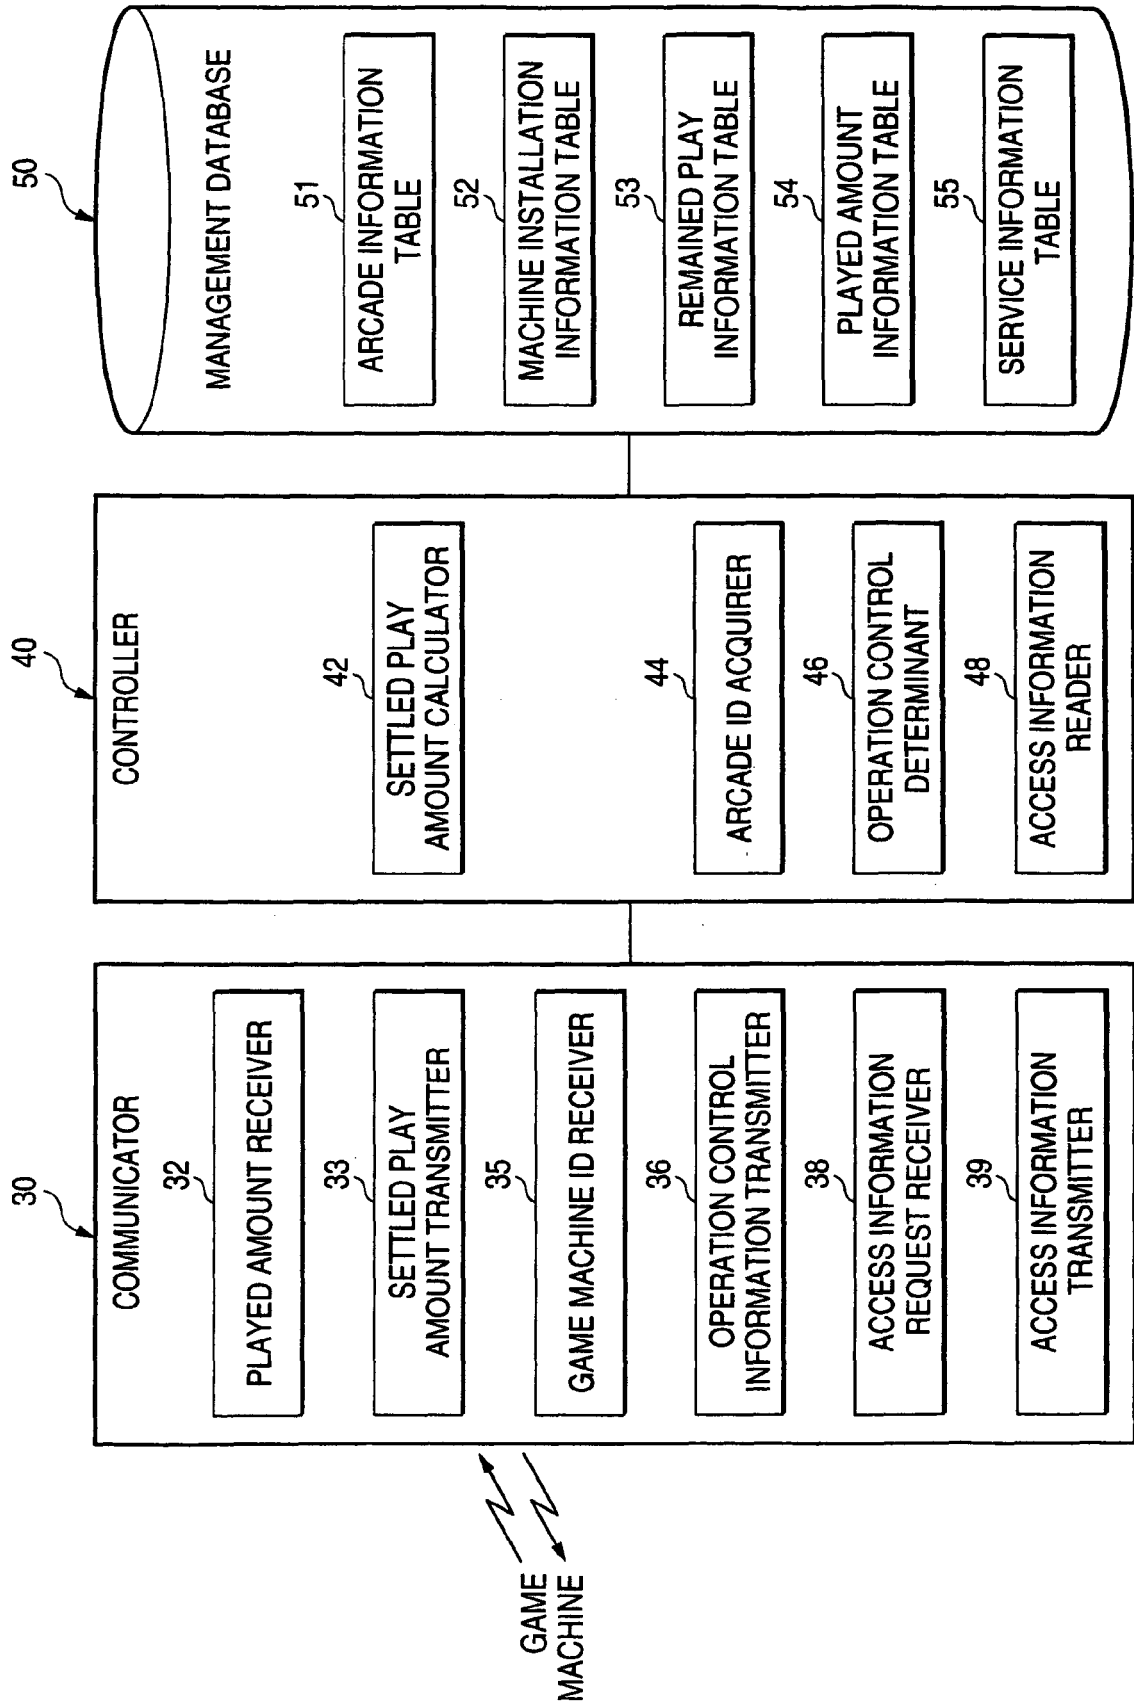 30
COMMUNICATOR
32
PLAYED AMOUNT RECEIVER
33
SETTLED PLAY
AMOUNT TRANSMITTER
35
GAME MACHINE ID RECEIVER
36
OPERATION CONTROL
INFORMATION TRANSMITTER
38
ACCESS INFORMATION
REQUEST RECEIVER
39
ACCESS INFORMATION
TRANSMITTER
GAME
MACHINE
40
CONTROLLER
42
SETTLED PLAY
AMOUNT CALCULATOR
44
ARCADE ID ACQUIRER
46
OPERATION CONTROL
DETERMINANT
48
ACCESS INFORMATION
READER
50
MANAGEMENT DATABASE
51
ARCADE INFORMATION
TABLE
52
MACHINE INSTALLATION
INFORMATION TABLE
53
REMAINED PLAY
INFORMATION TABLE
54
PLAYED AMOUNT
INFORMATION TABLE
55
SERVICE INFORMATION
TABLE